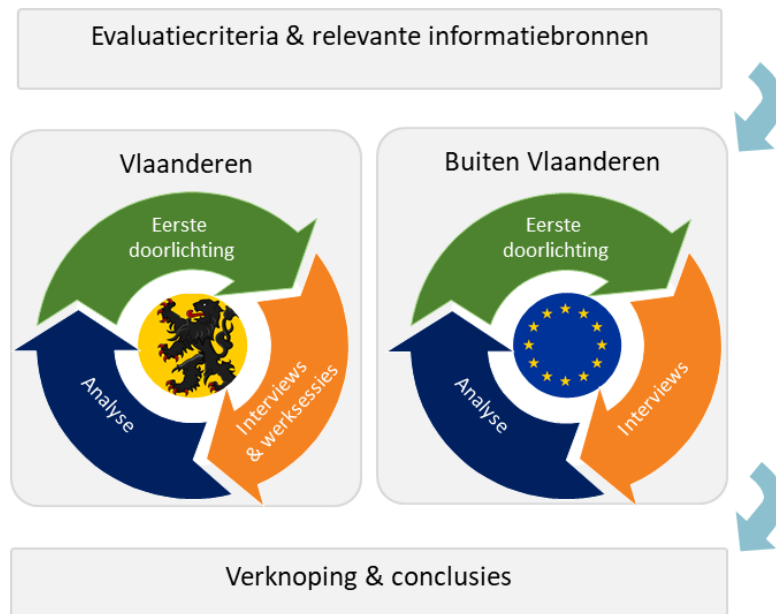 Evaluatiecriteria & relevante informatiebronnen
Vlaanderen
Eerste
doorlichting
Interviews
& werksessies
Analyse
Buiten Vlaanderen
Eerste
doorlichting
Interviews
Analyse
Verknoping & conclusies